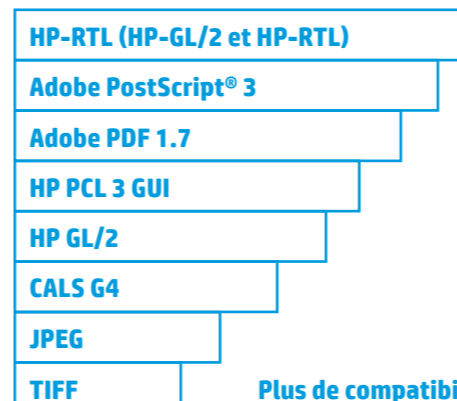 HP-RTL (HP-GL/2 et HP-RTL)
Adobe PostScript® 3
Adobe PDF 1.7
HP PCL 3 GUI
HP GL/2
CALS G4
JPEG
TIFF Plus de compatibi